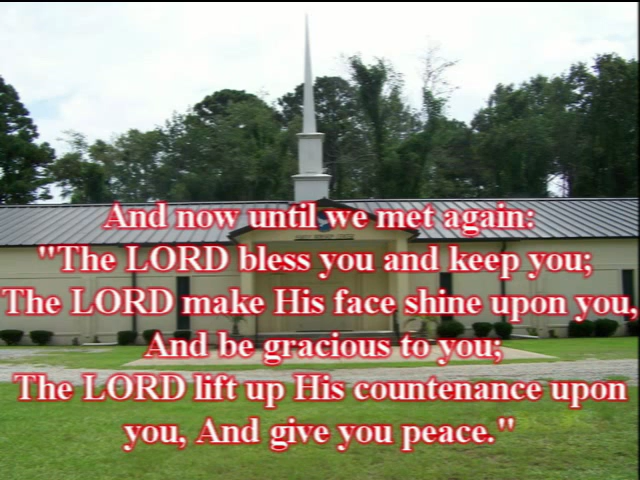 And now until we met again:
"The LORD bless you and keep you;
The LORD make His face shine upon you,
And be gracious to you;
The LORD lift up His countenance upon
you, And give you peace."